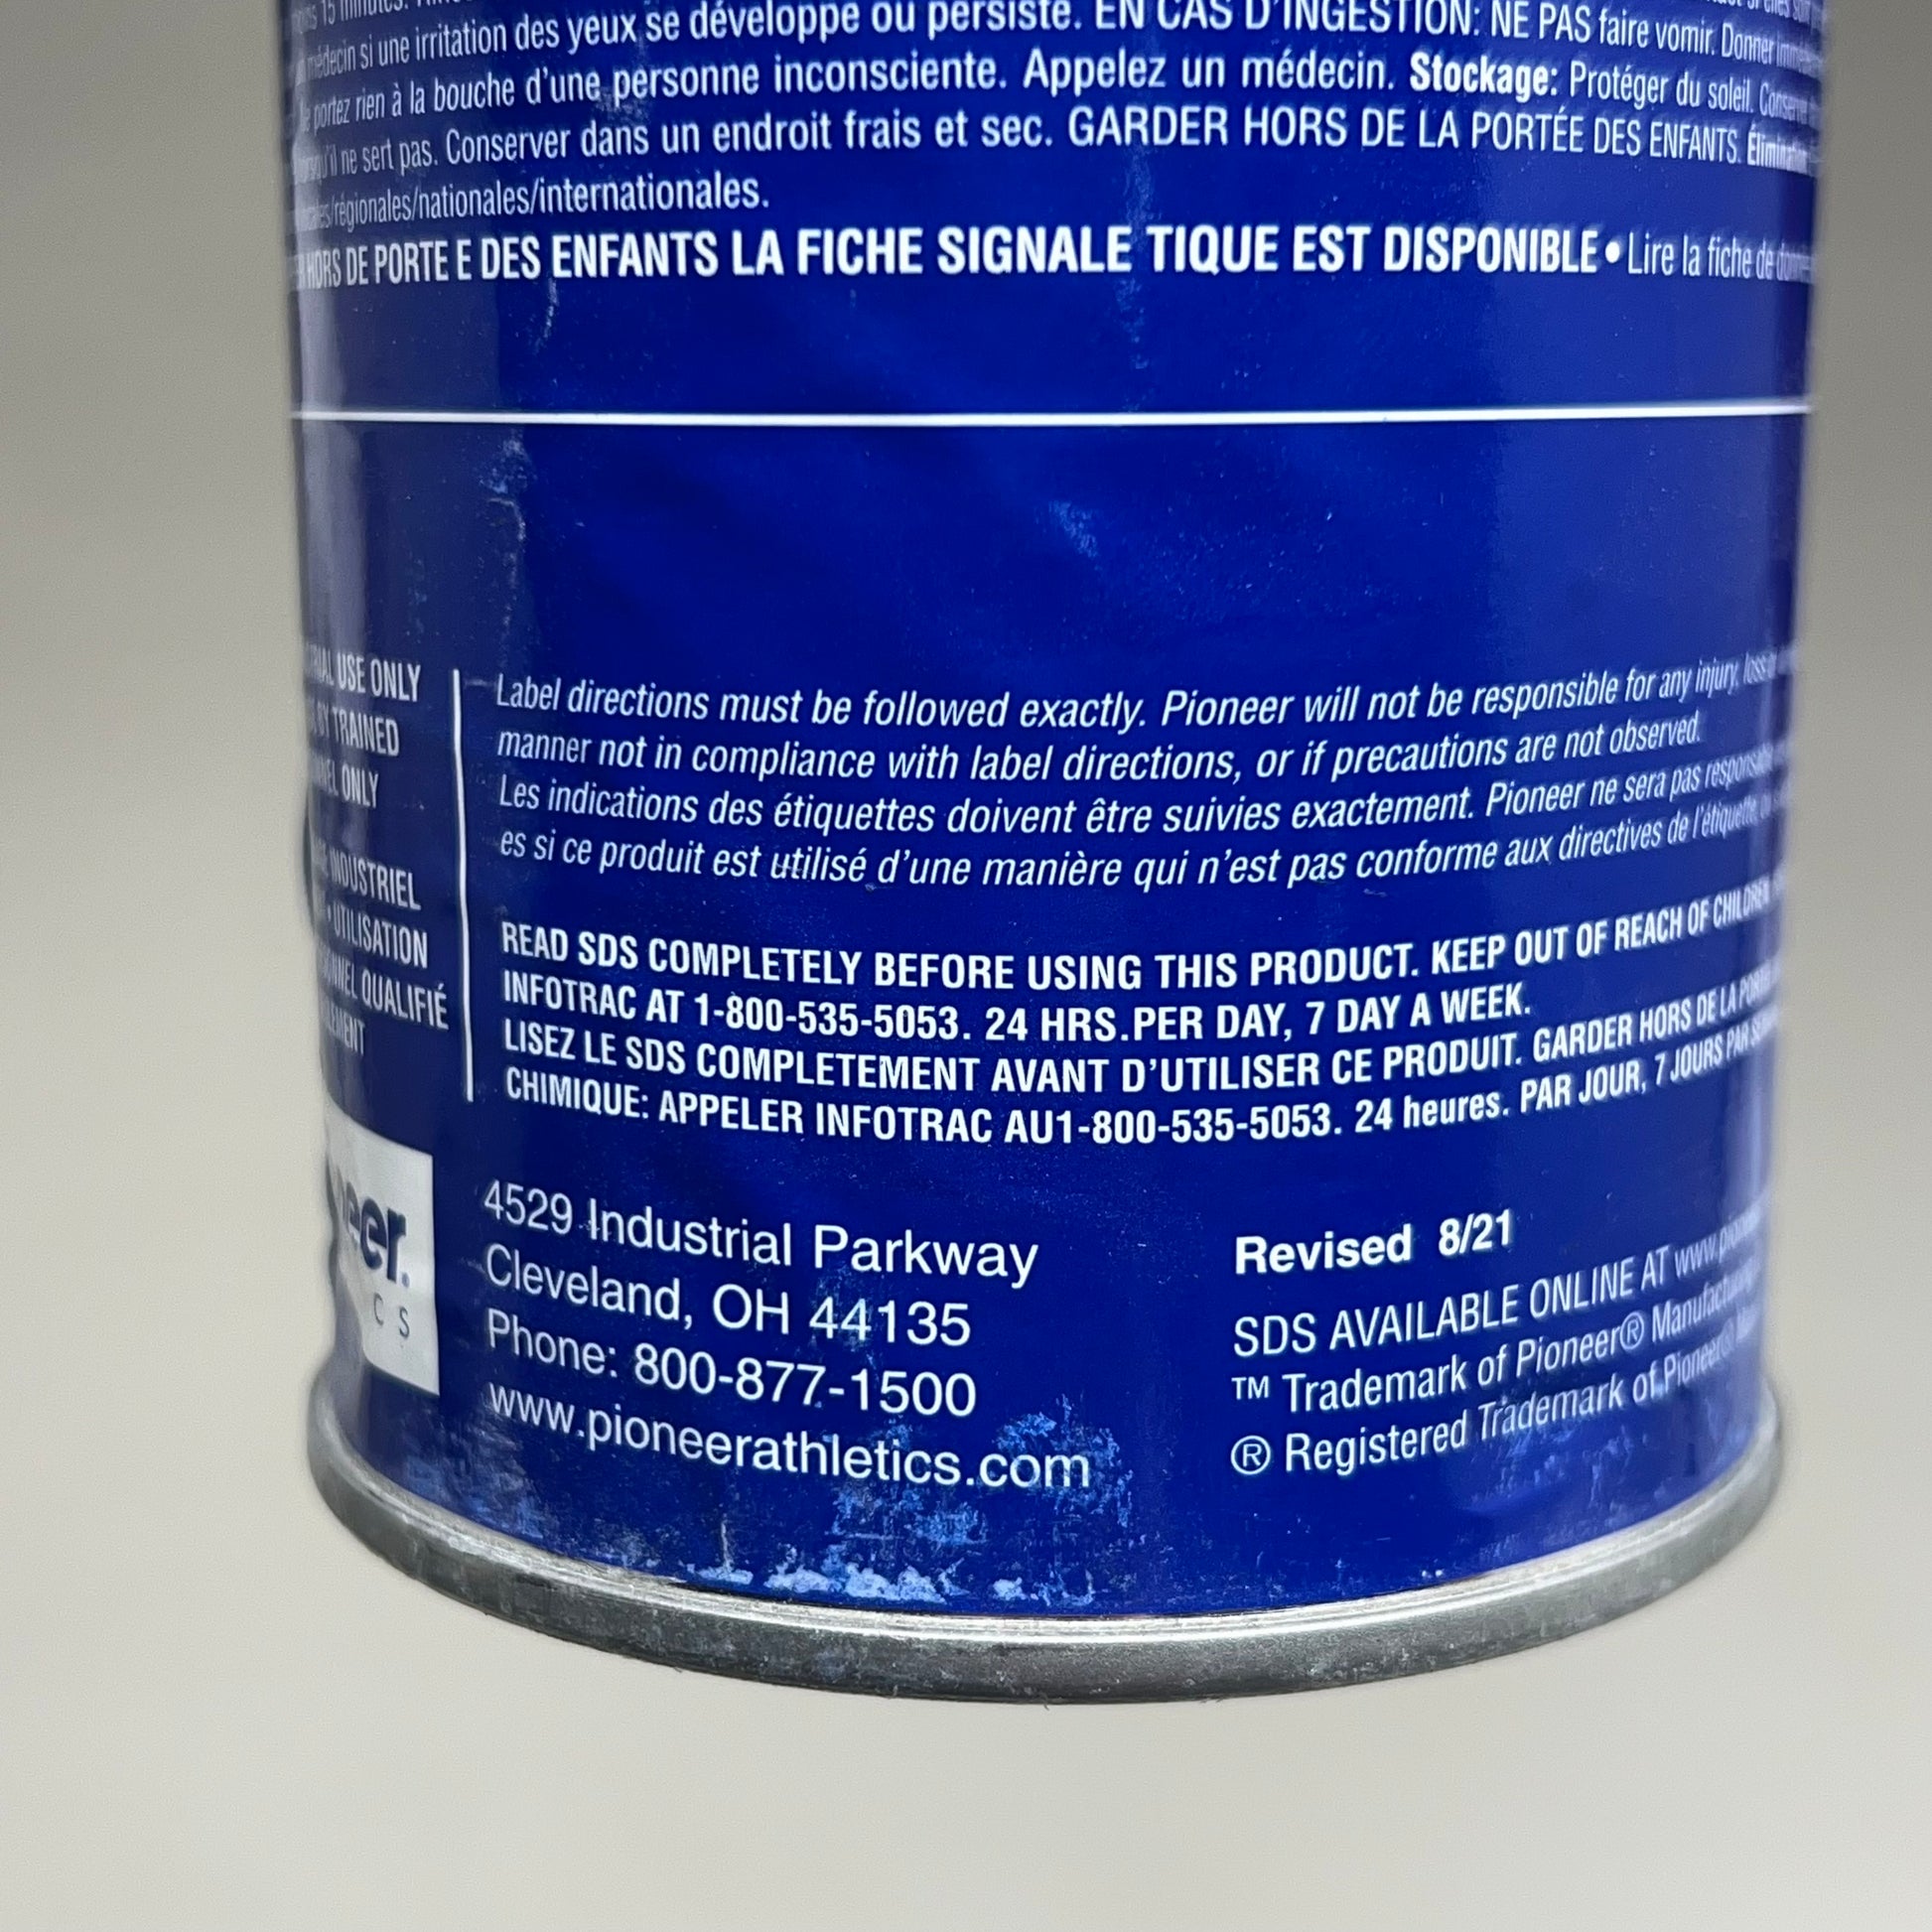 15 minutes.
médecin si une irritation des yeux se développe ou persiste. EN CAS D'INGESTION: NE PAS faire vomir. Donner
portez rien à la bouche d'une personne inconsciente. Appelez un médecin. Stockage: Protéger du soleil.
ne sert pas. Conserver dans un endroit frais et sec. GARDER HORS DE LA PORTÉE DES ENFANTS.
/régionales/nationales/internationales.
HORS DE PORTE E DES ENFANTS LA FICHE SIGNALE TIQUE EST DISPONIBLE • Lire la fiche de
USE ONLY
BY TRAINED
ONLY
INDUSTRIEL
UTILISATION
QUALIFIÉ
Label directions must be followed exactly. Pioneer will not be responsible for any injury, loss
manner not in compliance with label directions, or if precautions are not observed.
Les indications des étiquettes doivent être suivies exactement. Pioneer ne sera pas
es si ce produit est utilisé d'une manière qui n'est pas conforme aux directives de l'étiquette
READ SDS COMPLETELY BEFORE USING THIS PRODUCT. KEEP OUT OF REACH OF CHILDREN
INFOTRAC AT 1-800-535-5053. 24 HRS.PER DAY, 7 DAY A WEEK.
LISEZ LE SDS COMPLETEMENT AVANT D'UTILISER CE PRODUIT. GARDER HORS DE LA
CHIMIQUE: APPELER INFOTRAC AU1-800-535-5053. 24 heures. PAR JOUR, 7 JOURS PAR
4529 Industrial Parkway
Cleveland, OH 44135
Phone: 800-877-1500
www.pioneerathletics.com
Revised 8/21
SDS AVAILABLE ONLINE AT
™ Trademark of Pioneer®
® Registered Trademark of Pioneer